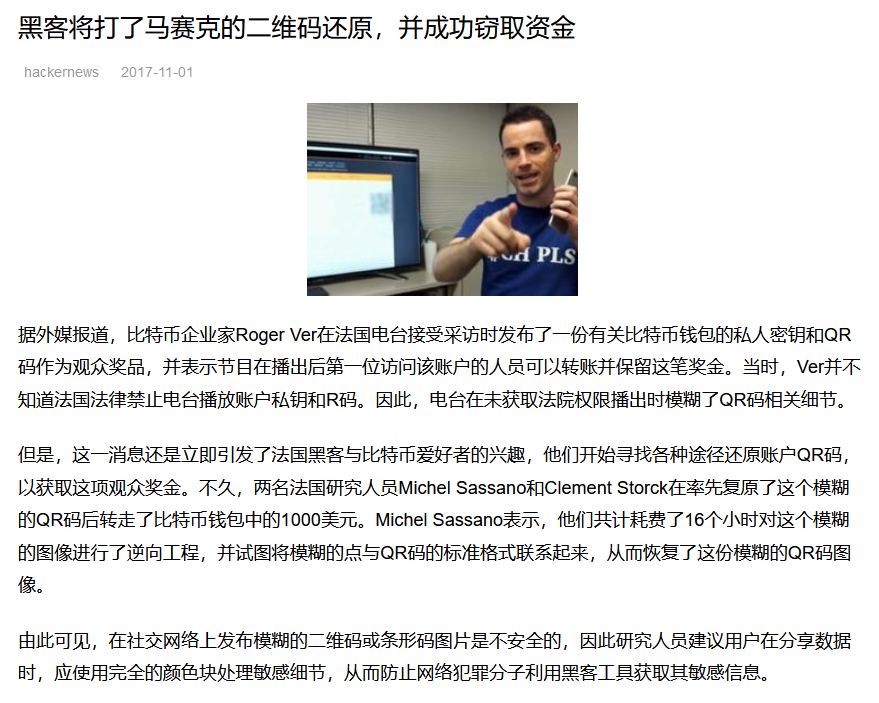 黑客将打了马赛克的二维码还原，并成功窃取资金
hackernews 2017-11-01
CH PLS
据外媒报道，比特币企业家Roger Ver在法国电台接受采访时发布了一份有关比特币钱包的私人密钥和QR
码作为观众奖品，并表示节目在播出后第一位访问该账户的人员可以转账并保留这笔奖金。当时，Ver并不
知道法国法律禁止电台播放账户私钥和R码。因此，电台在未获取法院权限播出时模糊了QR码相关细节。
但是，这一消息还是立即引发了法国黑客与比特币爱好者的兴趣，他们开始寻找各种途径还原账户QR码，
以获取这项观众奖金。不久，两名法国研究人员Michel Sassano和Clement Storck在率先复原了这个模糊
的QR码后转走了比特币钱包中的1000美元。Michel Sassano表示，他们共计耗费了16个小时对这个模糊
的图像进行了逆向工程，并试图将模糊的点与QR码的标准格式联系起来，从而恢复了这份模糊的QR码图
像。
由此可见，在社交网络上发布模糊的二维码或条形码图片是不安全的，因此研究人员建议用户在分享数据
时，应使用完全的颜色块处理敏感细节，从而防止网络犯罪分子利用黑客工具获取其敏感信息。